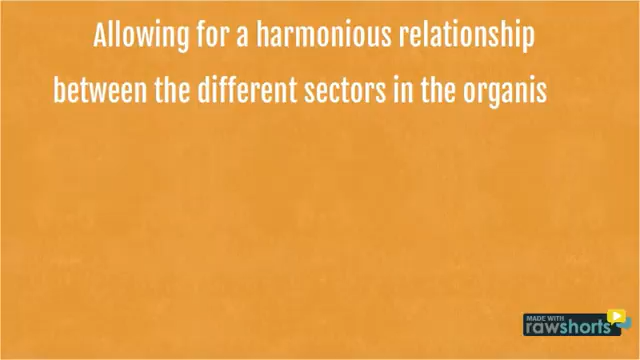 Allowing for a harmonious relationship
between the different sectors in the organis
MADE WITH
rawshorts